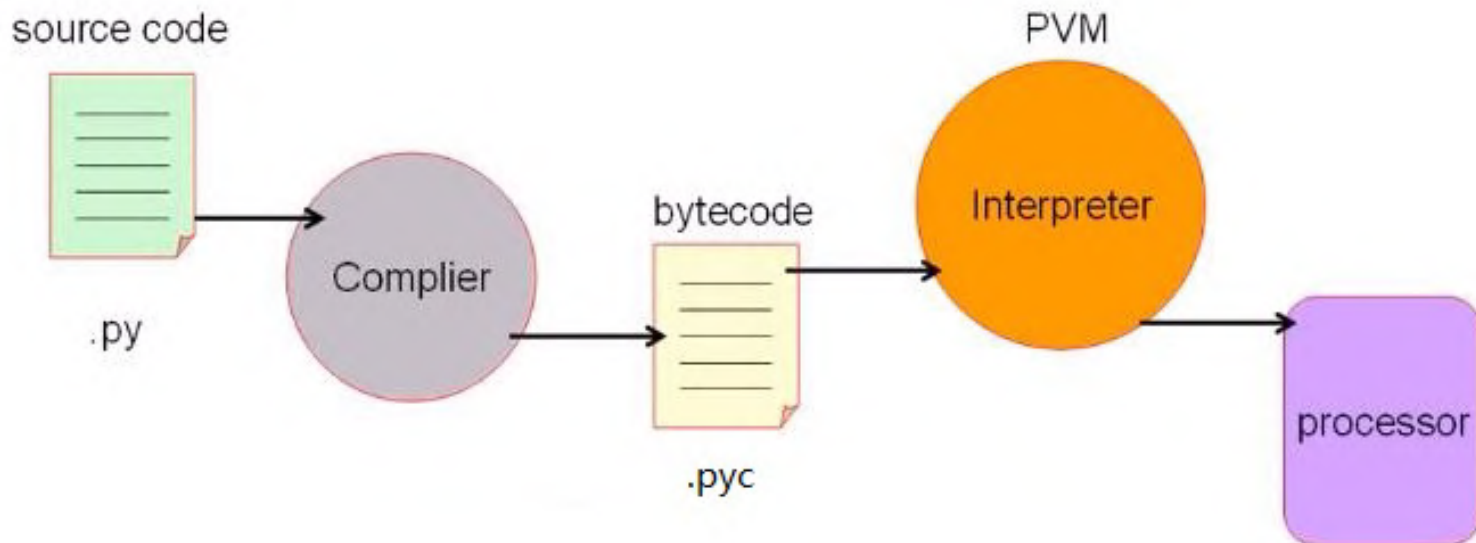 source code
.py
Complier
bytecode
.pyc
PVM
Interpreter
processor